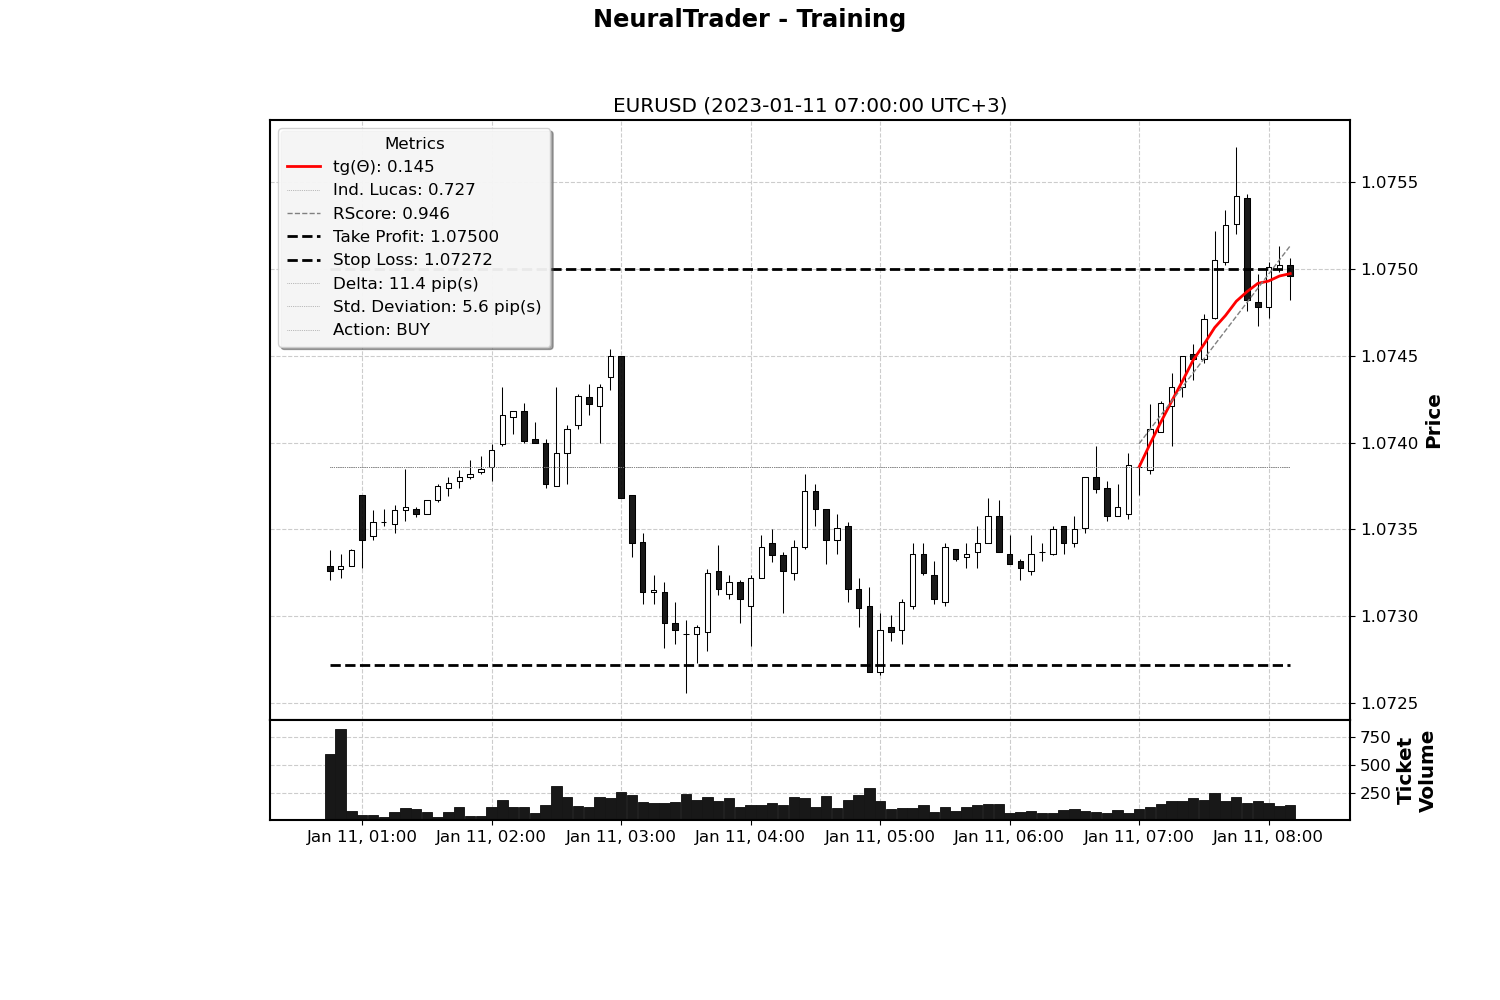 NeuralTrader - Training
EURUSD (2023-01-11 07:00:00 UTC+3)
Metrics
tg(Θ): 0.145
Ind. Lucas: 0.727
RScore: 0.946
Take Profit: 1.07500
Stop Loss: 1.07272
Delta: 11.4 pip(s)
Std. Deviation: 5.6 pip(s)
Action: BUY
1.0755
1.0750
1.0745
1.0740
1.0735
1.0730
1.0725
Price
750
500
250
Ticket
Volume
Jan 11, 01:00 Jan 11, 02:00 Jan 11, 03:00 Jan 11, 04:00 Jan 11, 05:00 Jan 11, 06:00 Jan 11, 07:00 Jan 11, 08:00